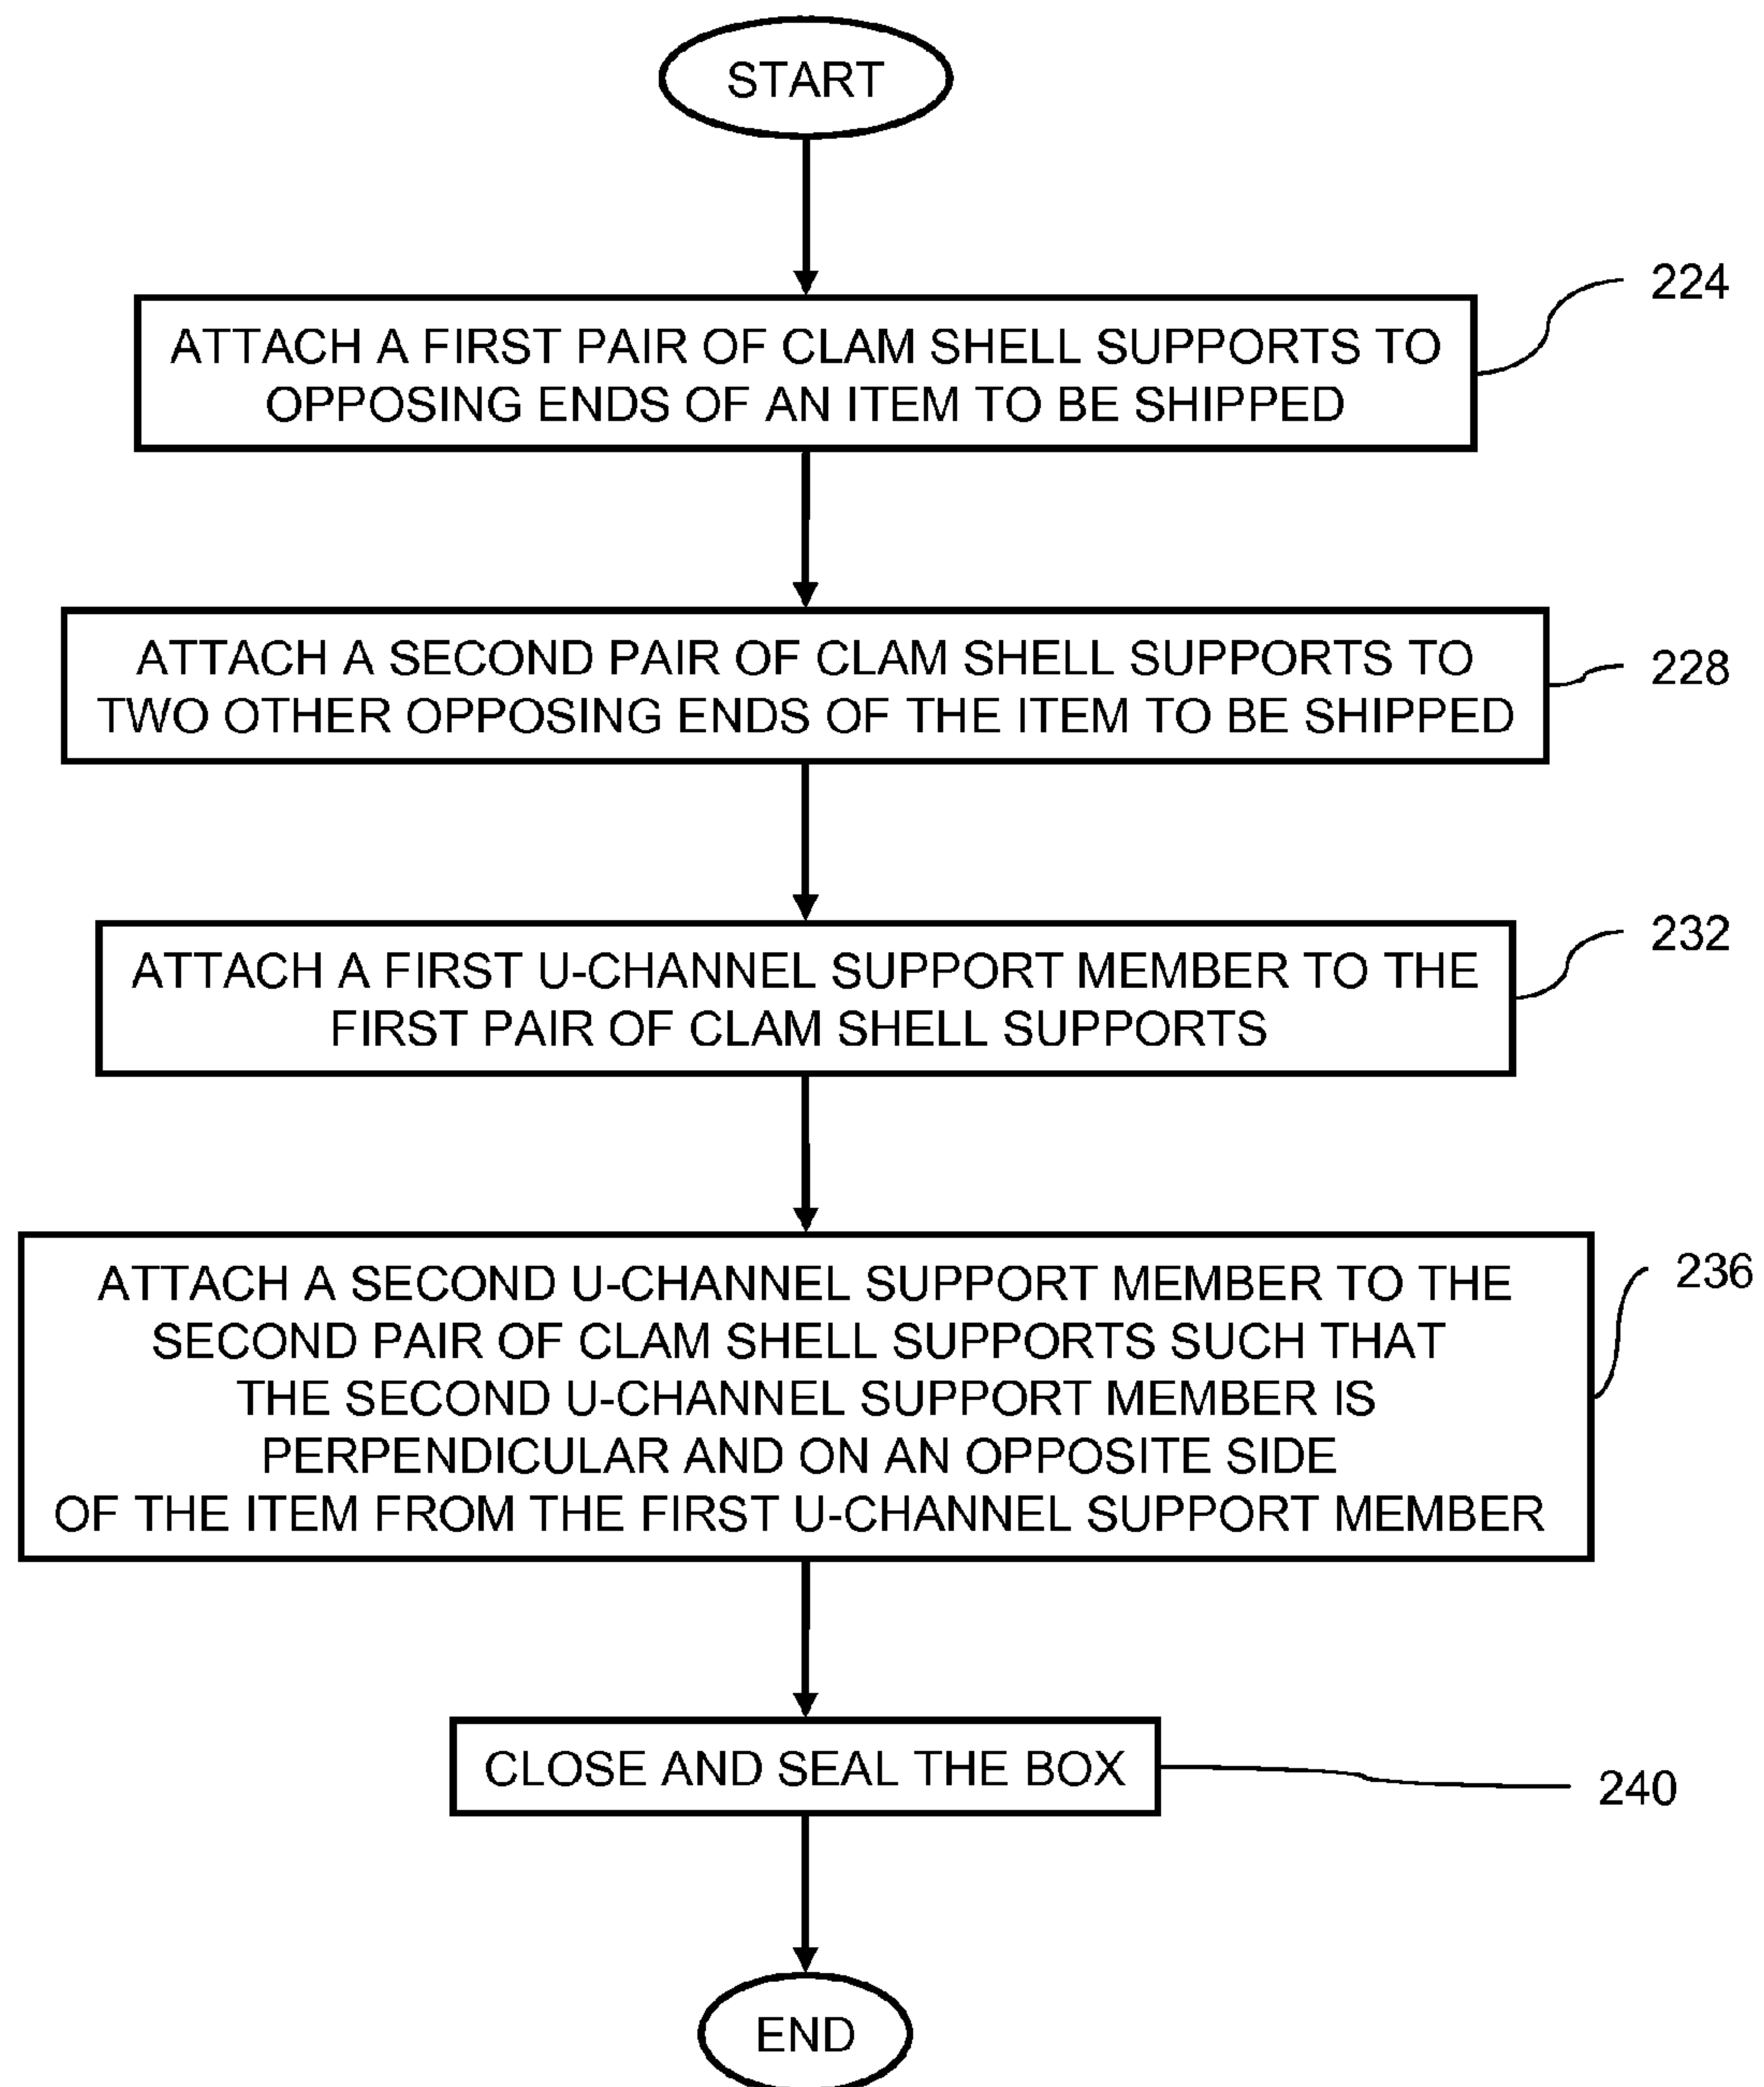 START
224
ATTACH A FIRST PAIR OF CLAM SHELL SUPPORTS TO
OPPOSING ENDS OF AN ITEM TO BE SHIPPED
228
ATTACH A SECOND PAIR OF CLAM SHELL SUPPORTS TO
TWO OTHER OPPOSING ENDS OF THE ITEM TO BE SHIPPED
232
ATTACH A FIRST U-CHANNEL SUPPORT MEMBER TO THE
FIRST PAIR OF CLAM SHELL SUPPORTS
236
ATTACH A SECOND U-CHANNEL SUPPORT MEMBER TO THE
SECOND PAIR OF CLAM SHELL SUPPORTS SUCH THAT
THE SECOND U-CHANNEL SUPPORT MEMBER IS
PERPENDICULAR AND ON AN OPPOSITE SIDE
OF THE ITEM FROM THE FIRST U-CHANNEL SUPPORT MEMBER
CLOSE AND SEAL THE BOX
240
END